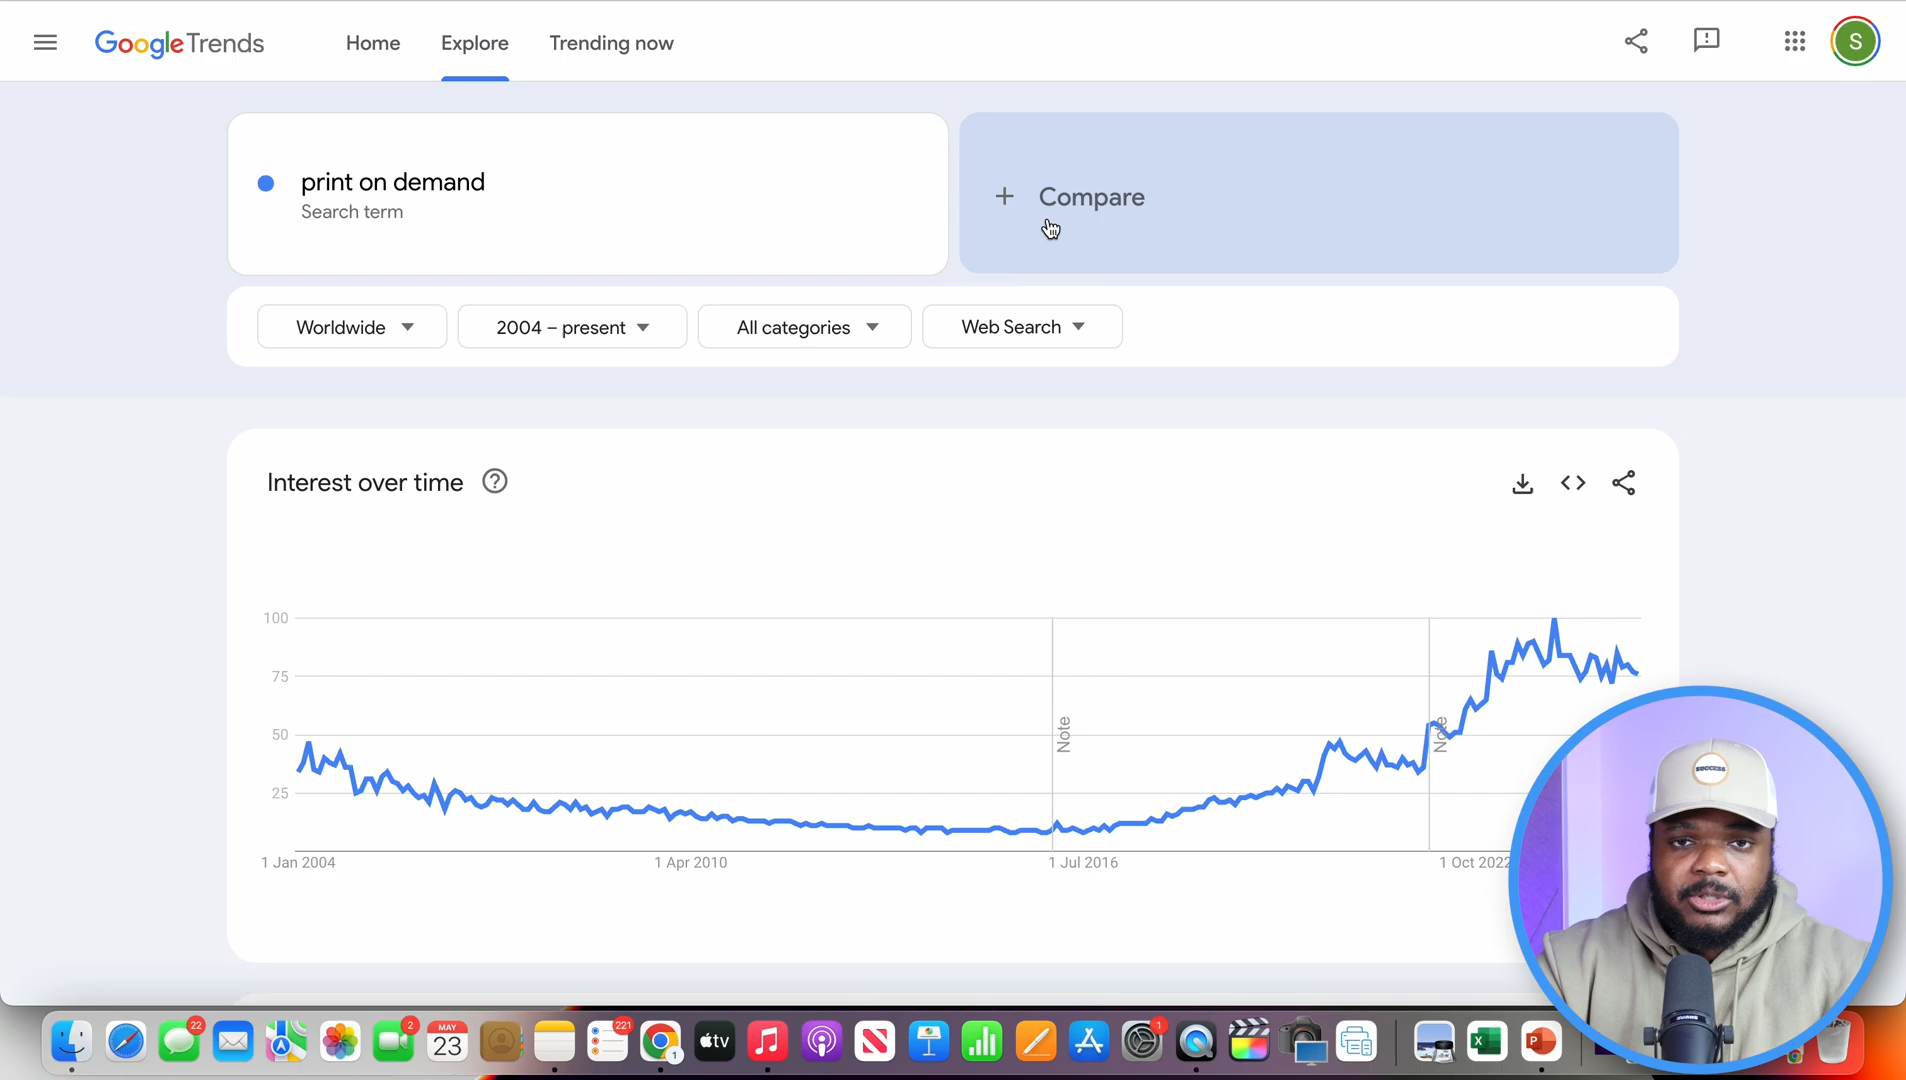 Google Trends
Home
Explore
Trending now
S
print on demand
Search term
+ Compare
Worldwide
2004 – present
All categories
Web Search
Interest over time
100
75
50
25
Note
Note
1 Jan 2004
1 Apr 2010
1 Jul 2016
1 Oct 2022
SUCCESS
22
2
MAY
23
221
1
tv
1